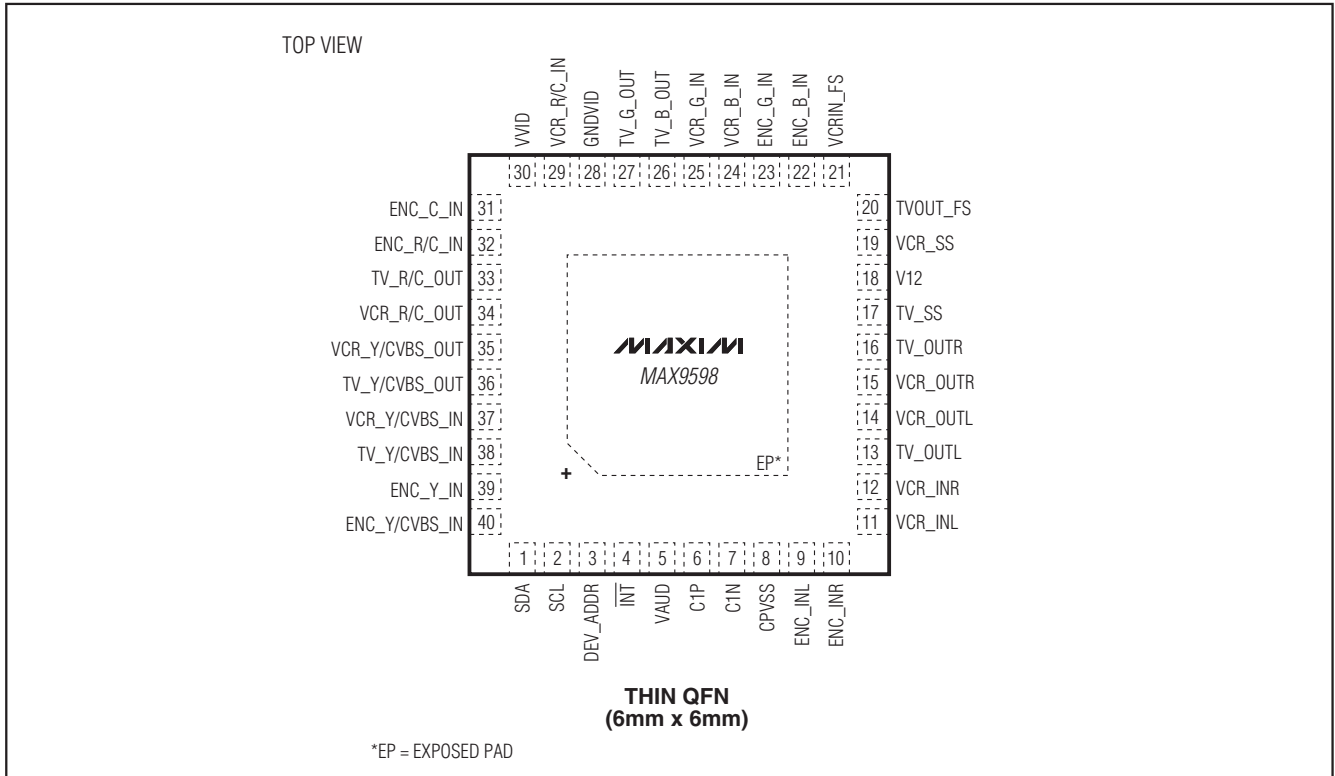 TOP VIEW
VVID
VCR_R/C_IN
GNDVID
TV_G_OUT
TV_B_OUT
VCR_G_IN
VCR_B_IN
ENC_G_IN
ENC_B_IN
VCRIN_FS
30 29 28 27 26 25 24 23 22 21
ENC_C_IN 31
ENC_R/C_IN 32
TV_R/C_OUT 33
VCR_R/C_OUT 34
VCR_Y/CVBS_OUT 35
TV_Y/CVBS_OUT 36
VCR_Y/CVBS_IN 37
TV_Y/CVBS_IN 38
ENC_Y_IN 39
ENC_Y/CVBS_IN 40
20 TVOUT_FS
19 VCR_SS
18 V12
17 TV_SS
16 TV_OUTR
15 VCR_OUTR
14 VCR_OUTL
13 TV_OUTL
12 VCR_INR
11 VCR_INL
MAXIM
MAX9598
EP*
+
1 2 3 4 5 6 7 8 9 10
SDA
SCL
DEV_ADDR
INT
VAUD
C1P
C1N
CPVSS
ENC_INL
ENC_INR
THIN QFN
(6mm x 6mm)
*EP = EXPOSED PAD